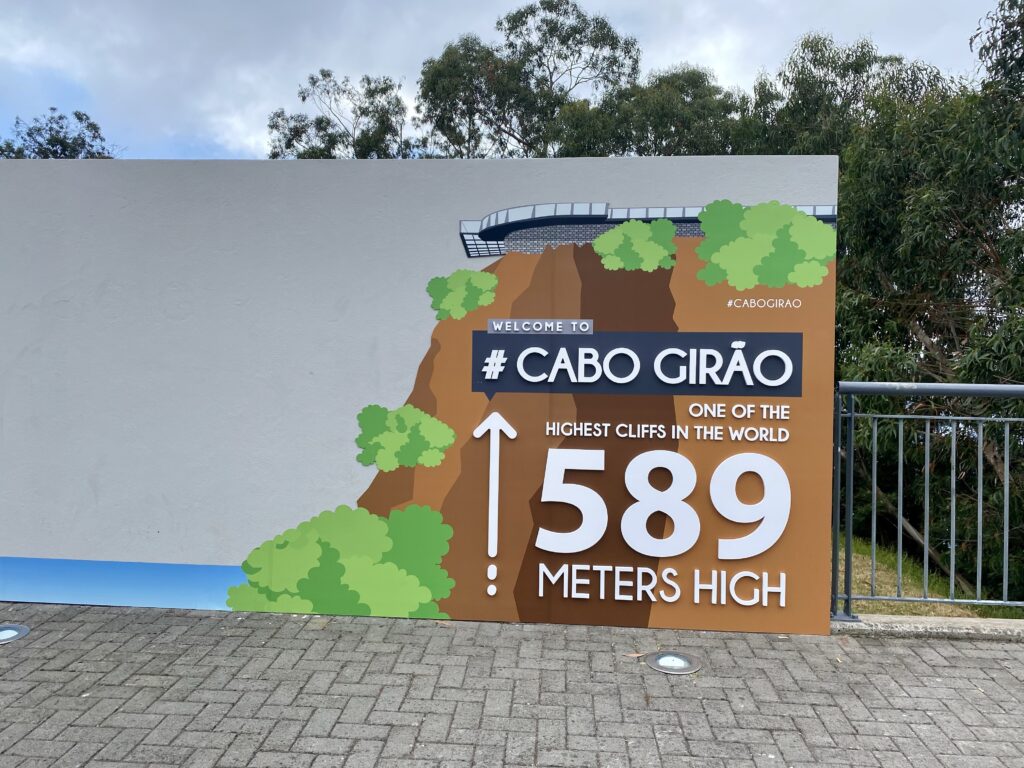 #CABOGIRAO
WELCOME TO
# CABO GIRÃO
ONE OF THE
HIGHEST CLIFFS IN THE WORLD
589
METERS HIGH